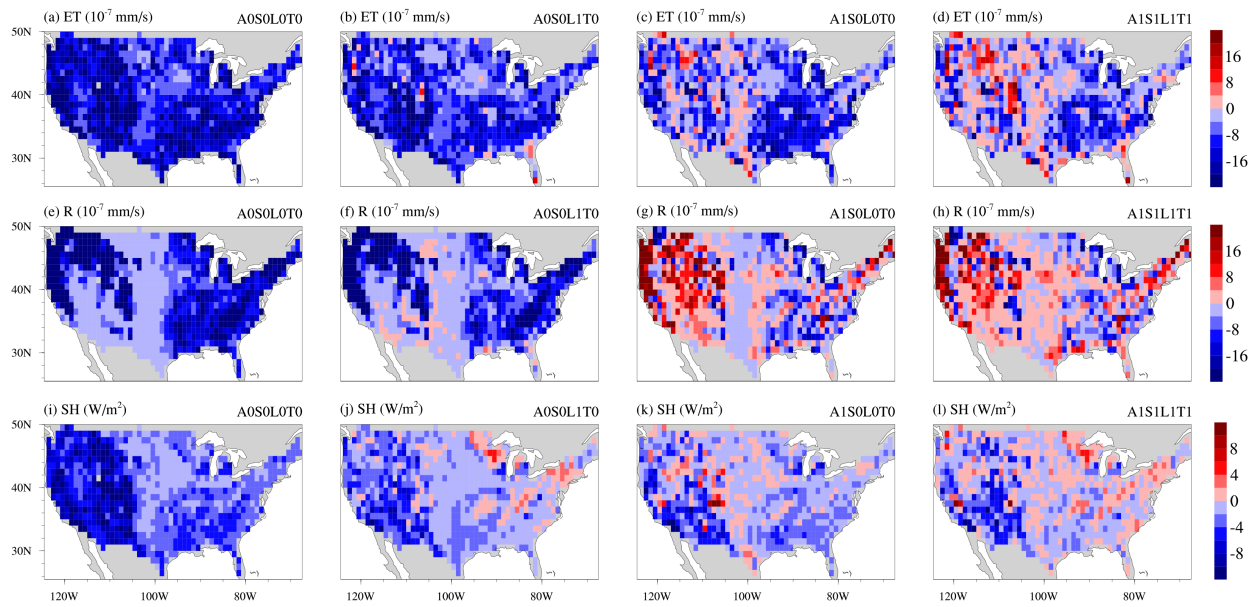 (a) ET (10⁻⁷ mm/s) A0S0L0T0 (b) ET (10⁻⁷ mm/s) A0S0L1T0 (c) ET (10⁻⁷ mm/s) A1S0L0T0 (d) ET (10⁻⁷ mm/s) A1S1L1T1
50N
40N
30N
16
8
0
-8
-16
(e) R (10⁻⁷ mm/s) A0S0L0T0 (f) R (10⁻⁷ mm/s) A0S0L1T0 (g) R (10⁻⁷ mm/s) A1S0L0T0 (h) R (10⁻⁷ mm/s) A1S1L1T1
50N
40N
30N
16
8
0
-8
-16
(i) SH (W/m²) A0S0L0T0 (j) SH (W/m²) A0S0L1T0 (k) SH (W/m²) A1S0L0T0 (l) SH (W/m²) A1S1L1T1
50N
40N
30N
8
4
0
-4
-8
120W 100W 80W 120W 100W 80W 120W 100W 80W 120W 100W 80W